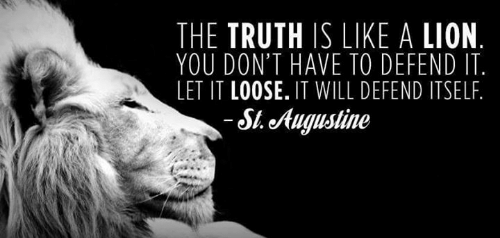 THE TRUTH IS LIKE A LION.
YOU DON'T HAVE TO DEFEND IT.
LET IT LOOSE. IT WILL DEFEND ITSELF.
– St. Augustine